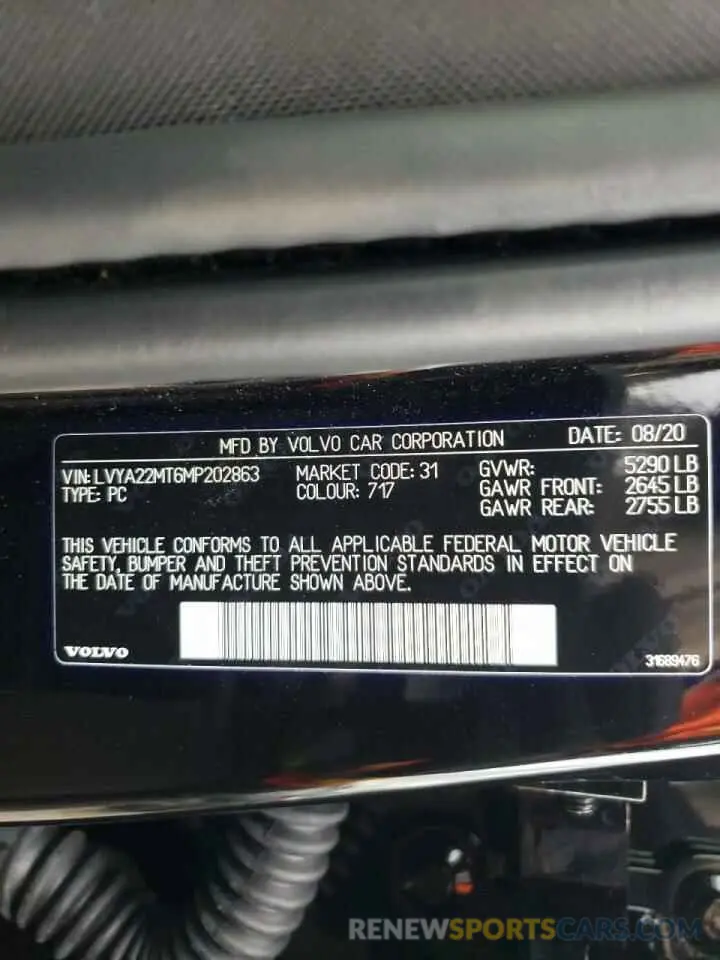 MFD BY VOLVO CAR CORPORATION DATE: 08/20
VIN: LVYA22MT6MP202863 MARKET CODE: 31 GVWR: 5290 LB
TYPE: PC COLOUR: 717 GAWR FRONT: 2645 LB
GAWR REAR: 2755 LB
THIS VEHICLE CONFORMS TO ALL APPLICABLE FEDERAL MOTOR VEHICLE
SAFETY, BUMPER AND THEFT PREVENTION STANDARDS IN EFFECT ON
THE DATE OF MANUFACTURE SHOWN ABOVE.
VOLVO 31689476
RENEWSPORTSCARS.COM